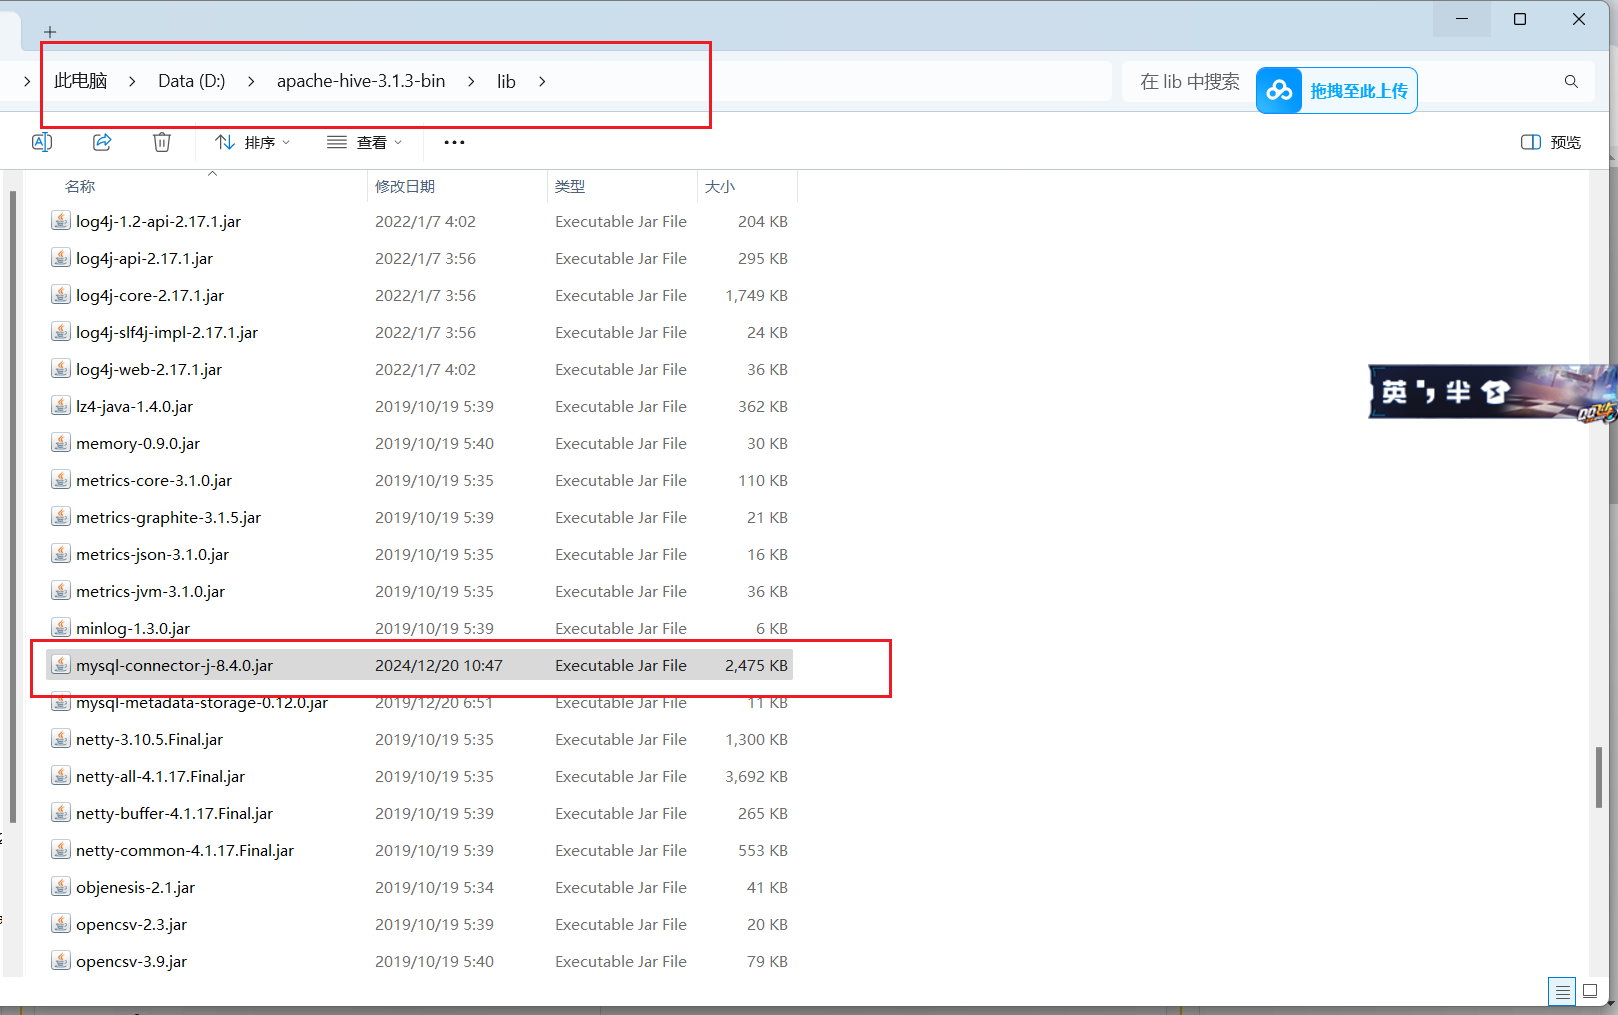 此电脑 > Data (D:) > apache-hive-3.1.3-bin > lib >
在 lib 中搜索
拖拽至此上传
排序
查看
预览
名称 修改日期 类型 大小
log4j-1.2-api-2.17.1.jar 2022/1/7 4:02 Executable Jar File 204 KB
log4j-api-2.17.1.jar 2022/1/7 3:56 Executable Jar File 295 KB
log4j-core-2.17.1.jar 2022/1/7 3:56 Executable Jar File 1,749 KB
log4j-slf4j-impl-2.17.1.jar 2022/1/7 3:56 Executable Jar File 24 KB
log4j-web-2.17.1.jar 2022/1/7 4:02 Executable Jar File 36 KB
lz4-java-1.4.0.jar 2019/10/19 5:39 Executable Jar File 362 KB
英 , 半
memory-0.9.0.jar 2019/10/19 5:40 Executable Jar File 30 KB
metrics-core-3.1.0.jar 2019/10/19 5:35 Executable Jar File 110 KB
metrics-graphite-3.1.5.jar 2019/10/19 5:39 Executable Jar File 21 KB
metrics-json-3.1.0.jar 2019/10/19 5:35 Executable Jar File 16 KB
metrics-jvm-3.1.0.jar 2019/10/19 5:35 Executable Jar File 36 KB
minlog-1.3.0.jar 2019/10/19 5:39 Executable Jar File 6 KB
mysql-connector-j-8.4.0.jar 2024/12/20 10:47 Executable Jar File 2,475 KB
mysql-metadata-storage-0.12.0.jar 2019/12/20 6:51 Executable Jar File 11 KB
netty-3.10.5.Final.jar 2019/10/19 5:35 Executable Jar File 1,300 KB
netty-all-4.1.17.Final.jar 2019/10/19 5:35 Executable Jar File 3,692 KB
netty-buffer-4.1.17.Final.jar 2019/10/19 5:39 Executable Jar File 265 KB
netty-common-4.1.17.Final.jar 2019/10/19 5:39 Executable Jar File 553 KB
objenesis-2.1.jar 2019/10/19 5:34 Executable Jar File 41 KB
opencsv-2.3.jar 2019/10/19 5:39 Executable Jar File 20 KB
opencsv-3.9.jar 2019/10/19 5:40 Executable Jar File 79 KB